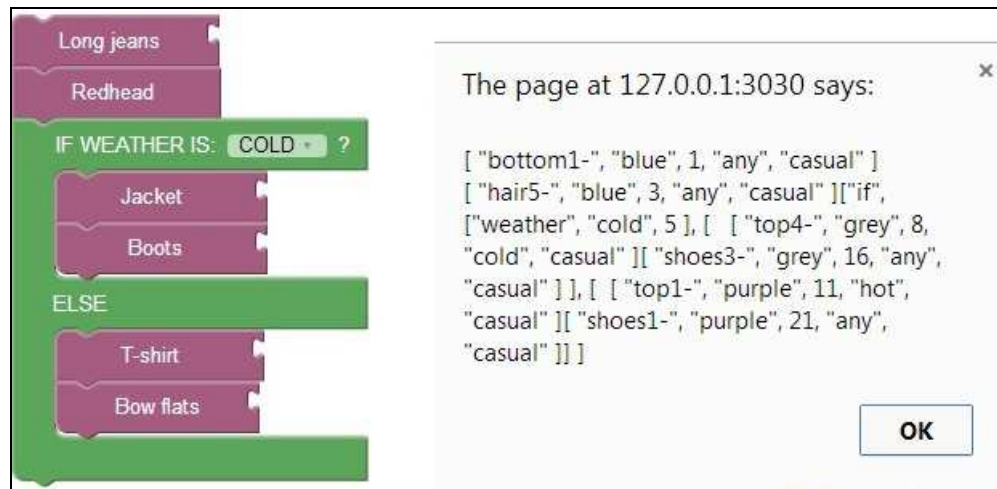 Long jeans
Redhead
IF WEATHER IS: COLD ?
Jacket
Boots
ELSE
T-shirt
Bow flats
The page at 127.0.0.1:3030 says:
×
[ "bottom1-", "blue", 1, "any", "casual" ]
[ "hair5-", "blue", 3, "any", "casual" ]["if",
["weather", "cold", 5 ], [ [ "top4-", "grey", 8,
"cold", "casual" ][ "shoes3-", "grey", 16, "any",
"casual" ] ], [ [ "top1-", "purple", 11, "hot",
"casual" ][ "shoes1-", "purple", 21, "any",
"casual" ]] ]
OK